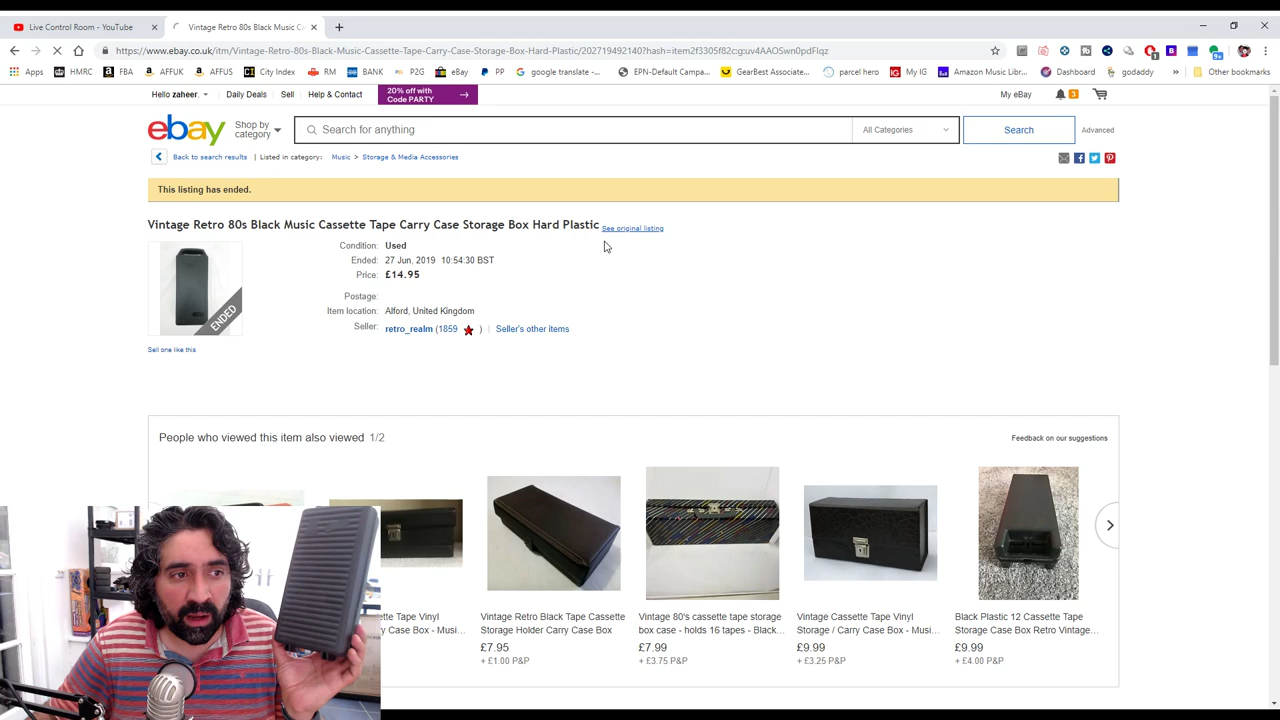 Live Control Room - YouTube
Vintage Retro 80s Black Music C
https://www.ebay.co.uk/itm/Vintage-Retro-80s-Black-Music-Cassette-Tape-Carry-Case-Storage-Box-Hard-Plastic/202719492140?hash=item2f3305f82c:g:uv4AAOSwn0pdFlqz
Apps HMRC FBA AFFUK AFFUS City Index RM BANK P2G eBay PP google translate -... EPN-Default Campa... GearBest Associate... parcel hero My IG Amazon Music Libr... Dashboard godaddy » Other bookmarks
Hello zaheer. Daily Deals Sell Help & Contact 20% off with Code PARTY My eBay 3
ebay Shop by category Search for anything All Categories Search Advanced
Back to search results | Listed in category: Music > Storage & Media Accessories
This listing has ended.
Vintage Retro 80s Black Music Cassette Tape Carry Case Storage Box Hard Plastic See original listing
Condition: Used
Ended: 27 Jun, 2019 10:54:30 BST
Price: £14.95
Postage:
Item location: Alford, United Kingdom
Seller: retro_realm (1859 ) | Seller's other items
ENDED
Sell one like this
People who viewed this item also viewed 1/2 Feedback on our suggestions
Tape Vinyl Vintage Retro Black Tape Cassette Vintage 80's cassette tape storage Vintage Cassette Tape Vinyl Black Plastic 12 Cassette Tape
Case Box - Musi... Storage Holder Carry Case Box box case - holds 16 tapes - Black... Storage / Carry Case Box - Musi... Storage Case Box Retro Vintage...
£7.95 £7.99 £9.99 £9.99
+ £1.00 P&P + £3.75 P&P + £3.25 P&P + £4.00 P&P